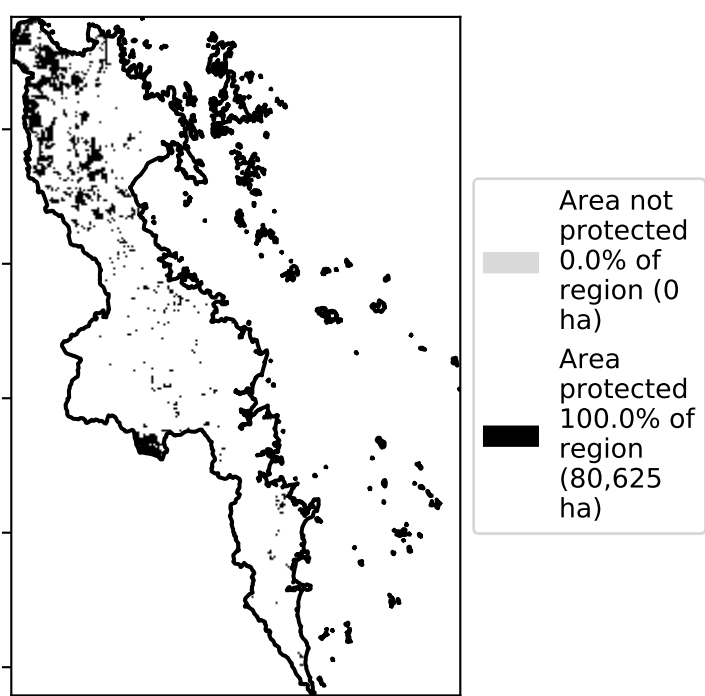 Area not
protected
0.0% of
region (0
ha)
Area
protected
100.0% of
region
(80,625
ha)